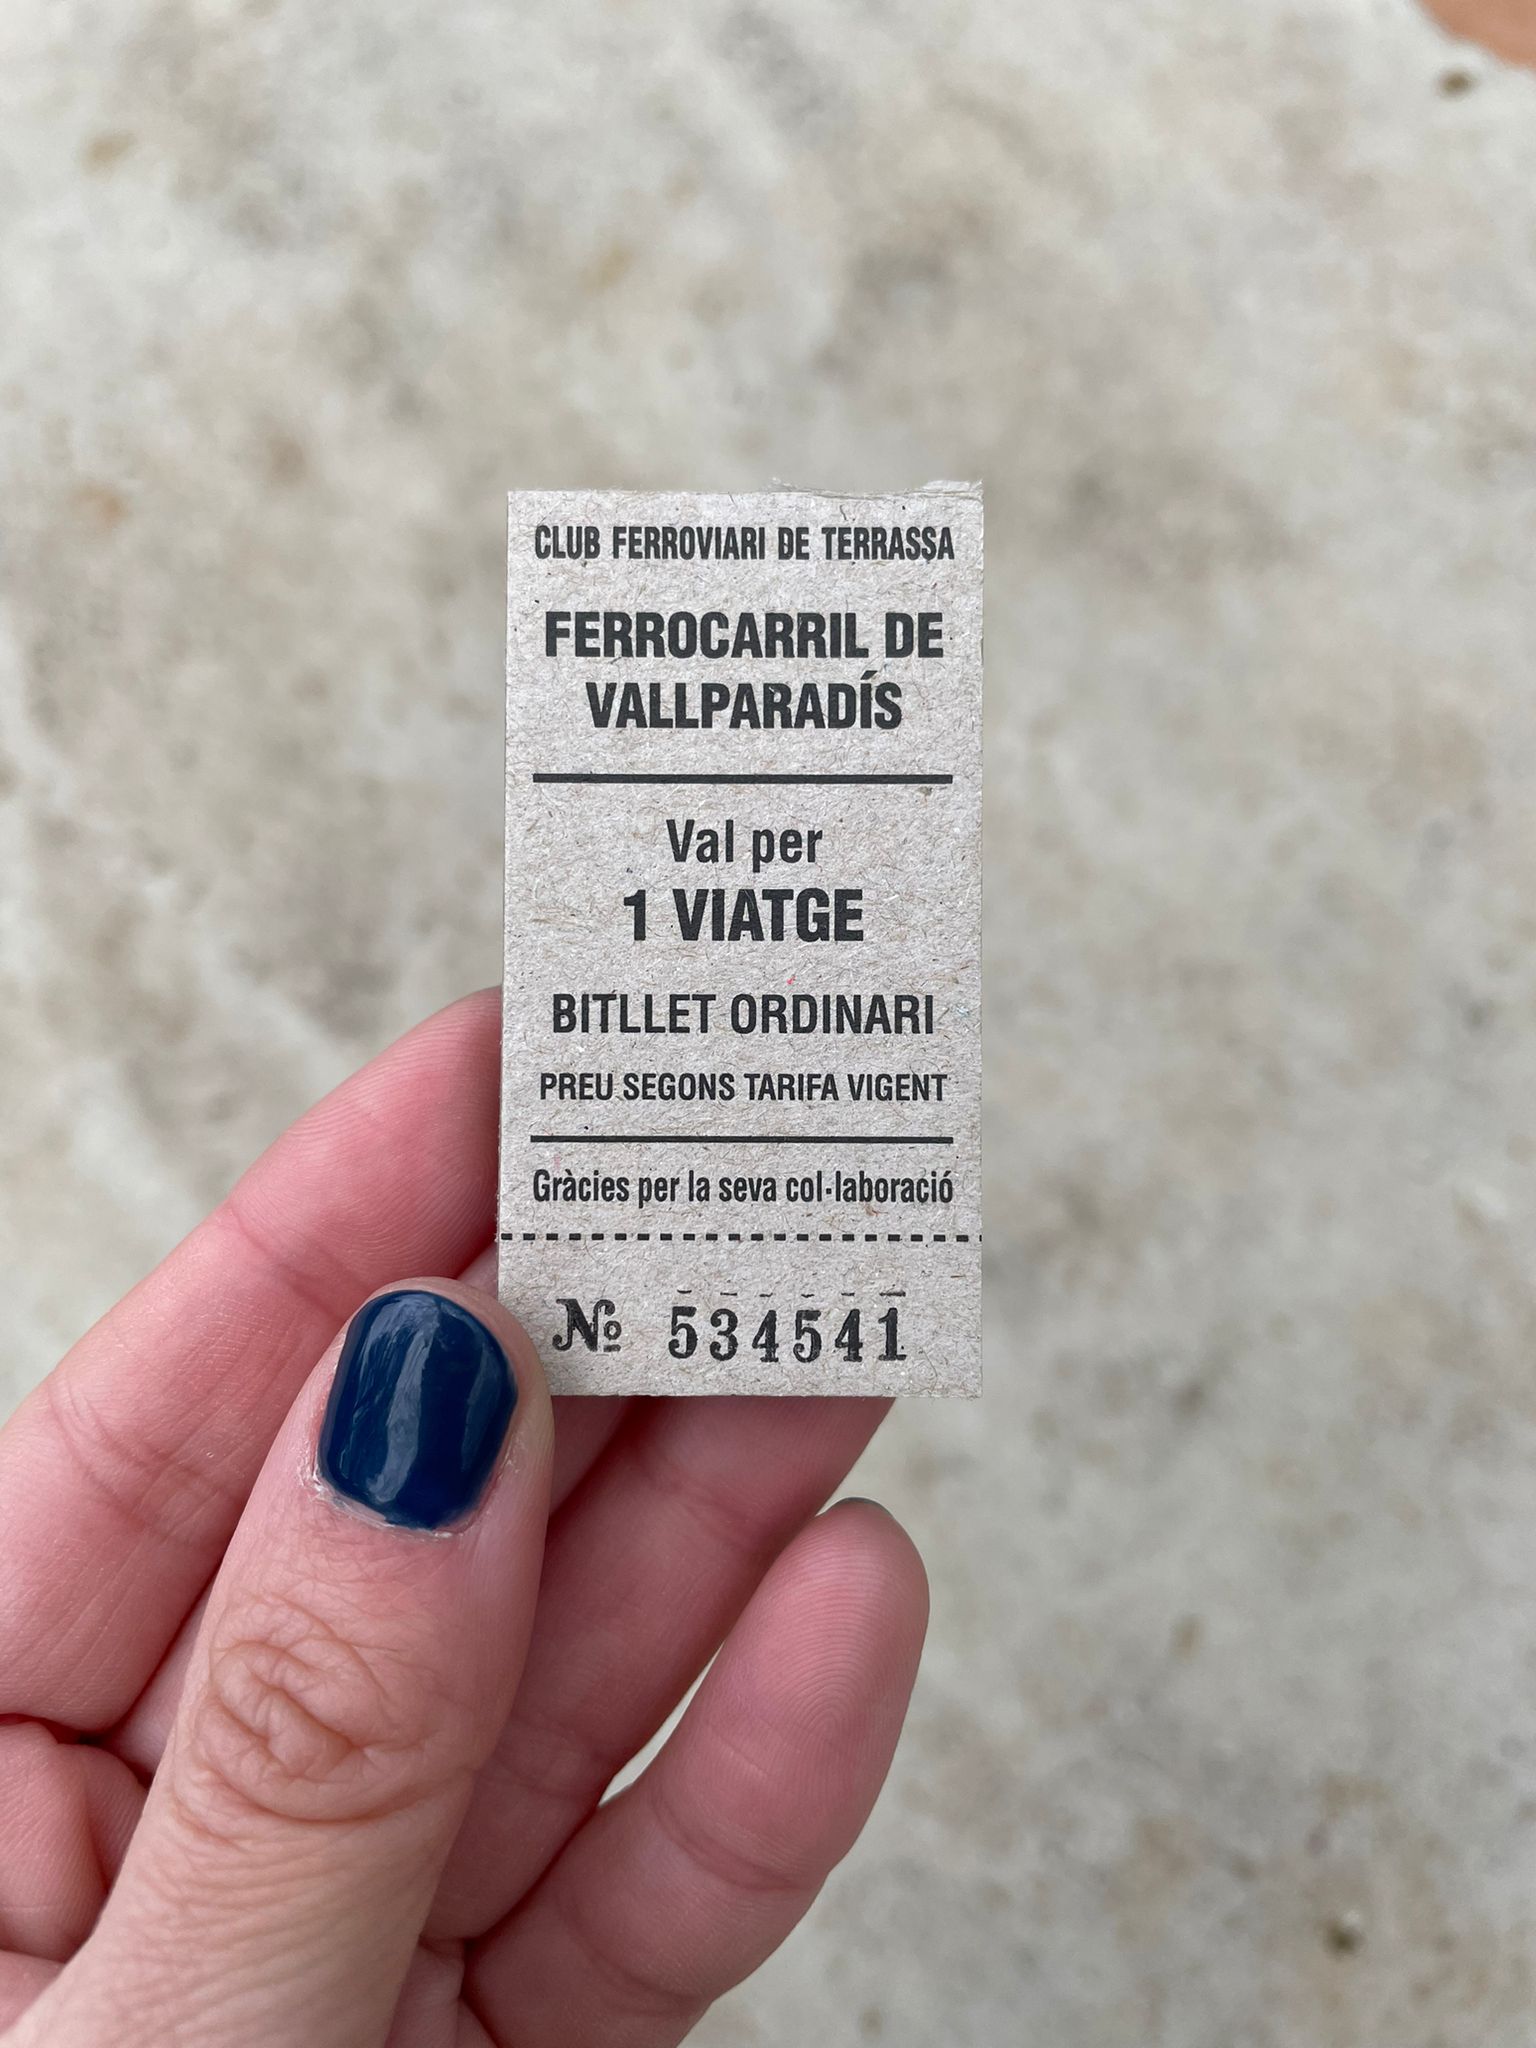 CLUB FERROVIARI DE TERRASSA
FERROCARRIL DE
VALLPARADÍS
Val per
1 VIATGE
BITLLET ORDINARI
PREU SEGONS TARIFA VIGENT
Gràcies per la seva col·laboració
№ 534541